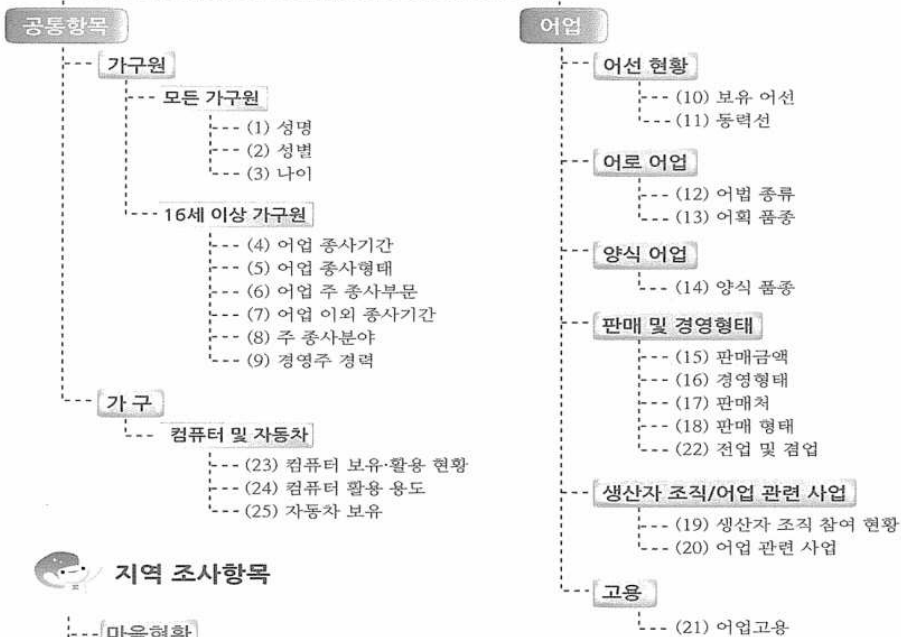 공통항목
가구원
모든 가구원
(1) 성명
(2) 성별
(3) 나이
16세 이상 가구원
(4) 어업 종사기간
(5) 어업 종사형태
(6) 어업 주 종사부문
(7) 어업 이외 종사기간
(8) 주 종사분야
(9) 경영주 경력
가 구
컴퓨터 및 자동차
(23) 컴퓨터 보유·활용 현황
(24) 컴퓨터 활용 용도
(25) 자동차 보유
어업
어선 현황
(10) 보유 어선
(11) 동력선
어로 어업
(12) 어법 종류
(13) 어획 품종
양식 어업
(14) 양식 품종
판매 및 경영형태
(15) 판매금액
(16) 경영형태
(17) 판매처
(18) 판매 형태
(22) 전업 및 겸업
생산자 조직/어업 관련 사업
(19) 생산자 조직 참여 현황
(20) 어업 관련 사업
고용
(21) 어업고용
지역 조사항목
마을현황